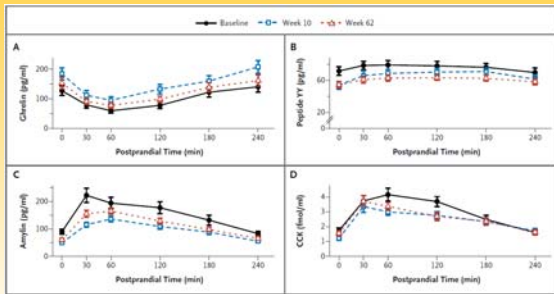 Baseline Week 10 Week 62
A
Ghrelin (pg/ml)
200
100
0
0 30 60 120 180 240
Postprandial Time (min)
B
Peptide YY (pg/ml)
60
20
0
0 30 60 120 180 240
Postprandial Time (min)
C
Amylin (pg/ml)
200
100
0
0 30 60 120 180 240
Postprandial Time (min)
D
CCK (fmol/ml)
4
3
2
1
0 30 60 120 180 240
Postprandial Time (min)